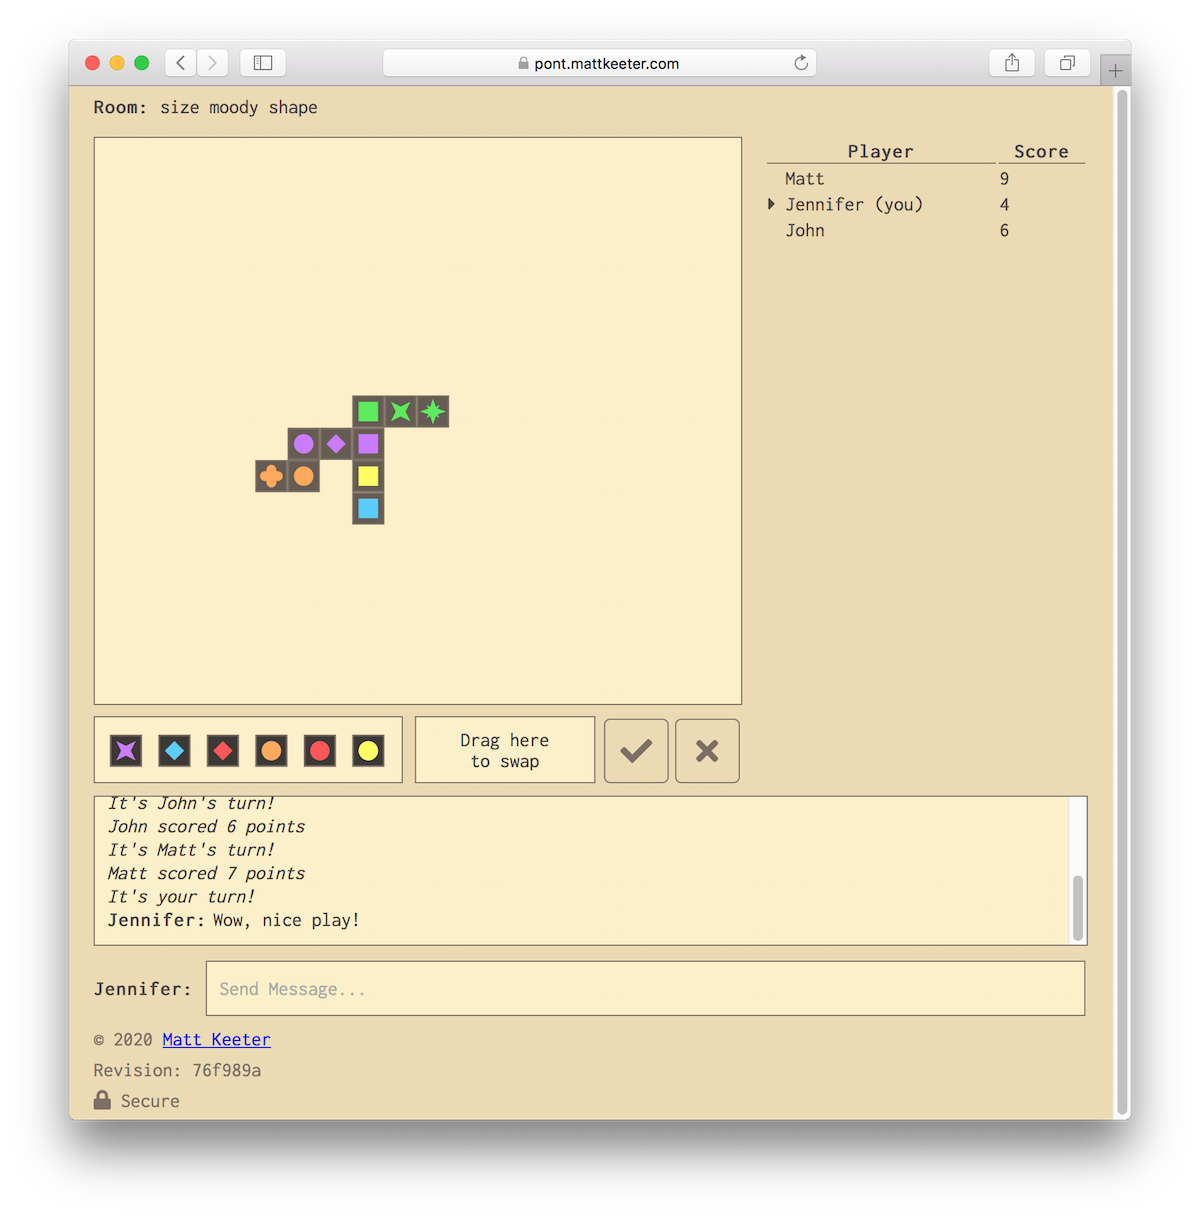 pont.mattkeeter.com
Room: size moody shape
Player Score
Matt 9
Jennifer (you) 4
John 6
Drag here
to swap
It's John's turn!
John scored 6 points
It's Matt's turn!
Matt scored 7 points
It's your turn!
Jennifer: Wow, nice play!
Jennifer: Send Message...
© 2020 Matt Keeter
Revision: 76f989a
Secure